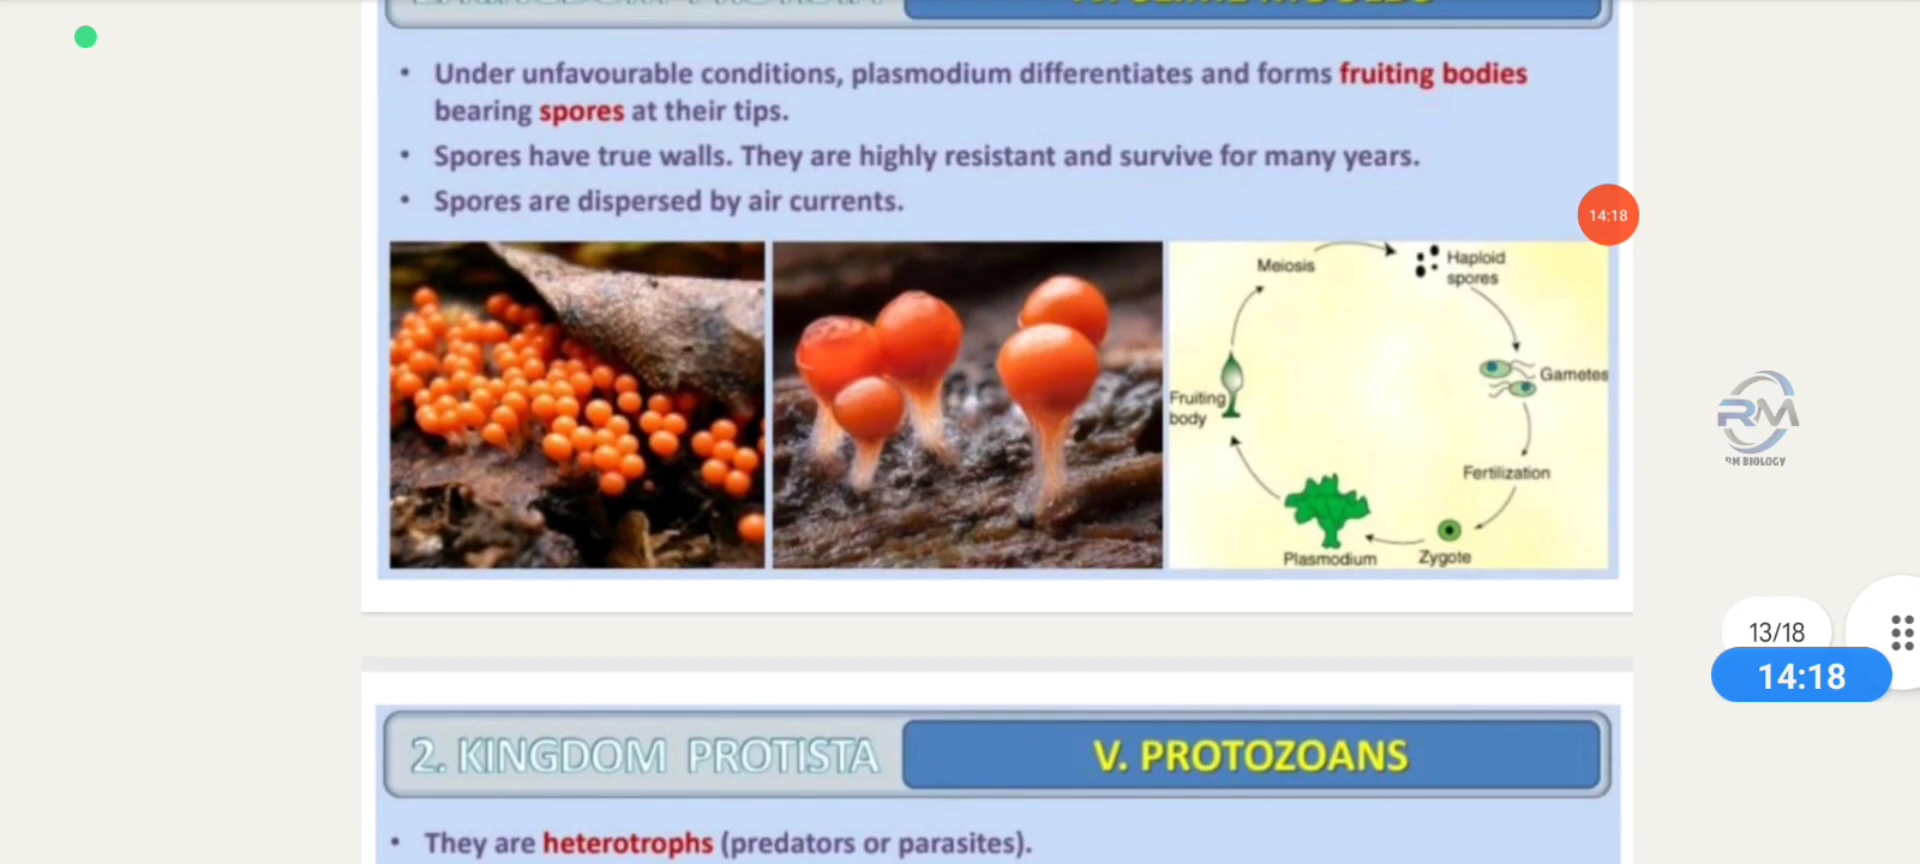 • Under unfavourable conditions, plasmodium differentiates and forms fruiting bodies
bearing spores at their tips.
• Spores have true walls. They are highly resistant and survive for many years.
• Spores are dispersed by air currents.
14:18
Meiosis
Haploid
spores
Gametes
Fruiting
body
Fertilization
Plasmodium
Zygote
RM
RM BIOLOGY
13/18
14:18
2. KINGDOM PROTISTA
V. PROTOZOANS
• They are heterotrophs (predators or parasites).